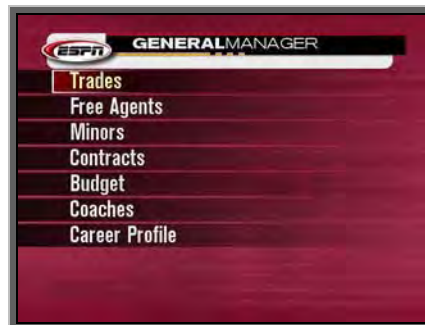 ESPN GENERALMANAGER
Trades
Free Agents
Minors
Contracts
Budget
Coaches
Career Profile